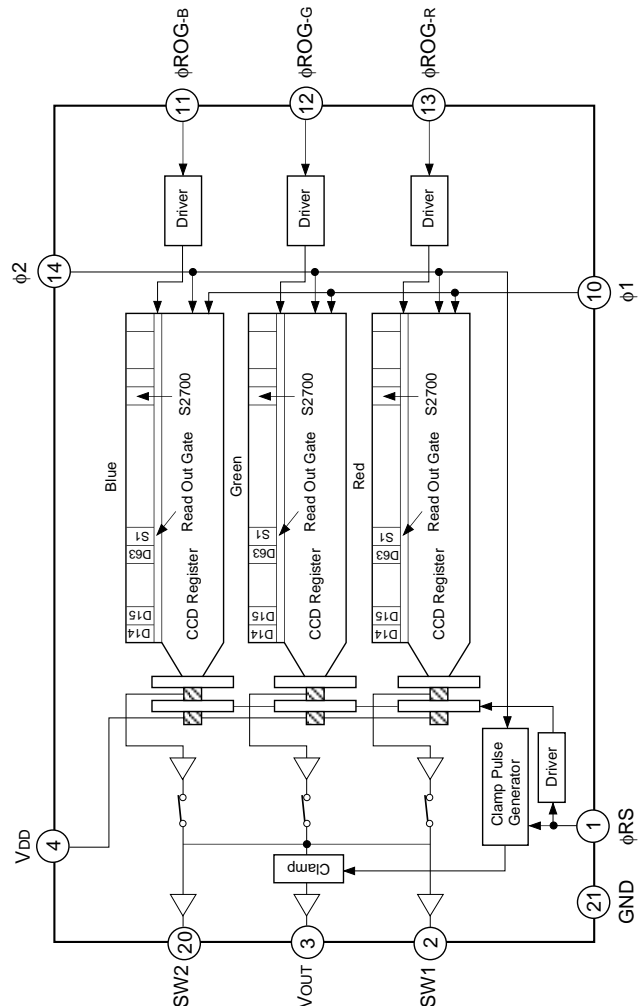 φROG-B
11
φROG-G
12
φROG-R
13
Driver
Driver
Driver
φ2
14
10
φ1
Blue
S2700
Read Out Gate
S1
D63
D15
D14
CCD Register
Green
S2700
Read Out Gate
S1
D63
D15
D14
CCD Register
Red
S2700
Read Out Gate
S1
D63
D15
D14
CCD Register
VDD
4
Clamp Pulse
Generator
Driver
Clamp
1
φRS
21
GND
20
SW2
3
VOUT
2
SW1